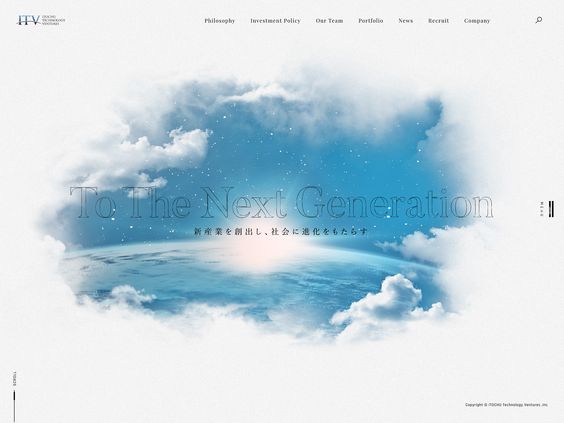 ITV ITOCHU
TECHNOLOGY
VENTURES
Philosophy Investment Policy Our Team Portfolio News Recruit Company
To The Next Generation
新産業を創出し、社会に進化をもたらす
MENU
Copyright © ITOCHU Technology Ventures, Inc.